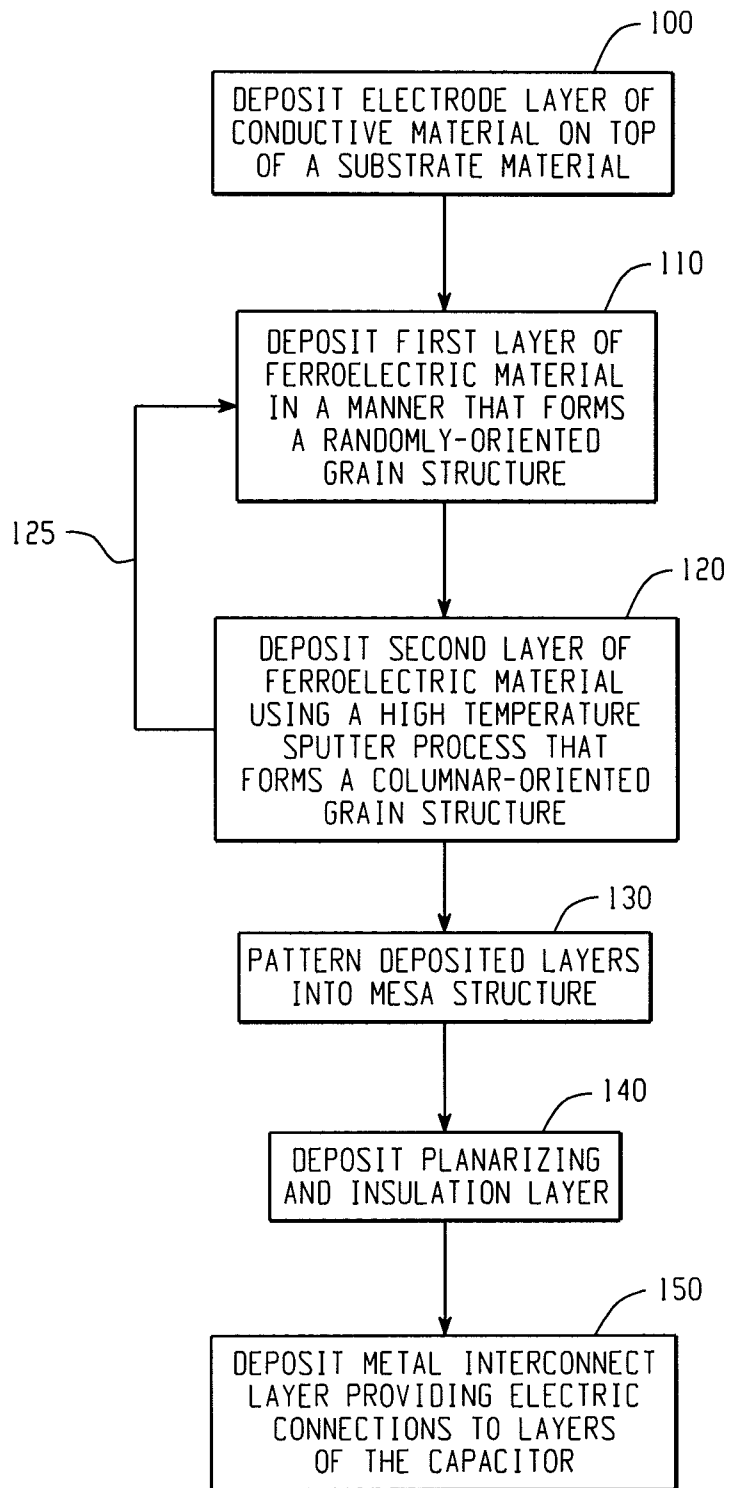 100
DEPOSIT ELECTRODE LAYER OF
CONDUCTIVE MATERIAL ON TOP
OF A SUBSTRATE MATERIAL
110
DEPOSIT FIRST LAYER OF
FERROELECTRIC MATERIAL
IN A MANNER THAT FORMS
A RANDOMLY-ORIENTED
GRAIN STRUCTURE
125
120
DEPOSIT SECOND LAYER OF
FERROELECTRIC MATERIAL
USING A HIGH TEMPERATURE
SPUTTER PROCESS THAT
FORMS A COLUMNAR-ORIENTED
GRAIN STRUCTURE
130
PATTERN DEPOSITED LAYERS
INTO MESA STRUCTURE
140
DEPOSIT PLANARIZING
AND INSULATION LAYER
150
DEPOSIT METAL INTERCONNECT
LAYER PROVIDING ELECTRIC
CONNECTIONS TO LAYERS
OF THE CAPACITOR